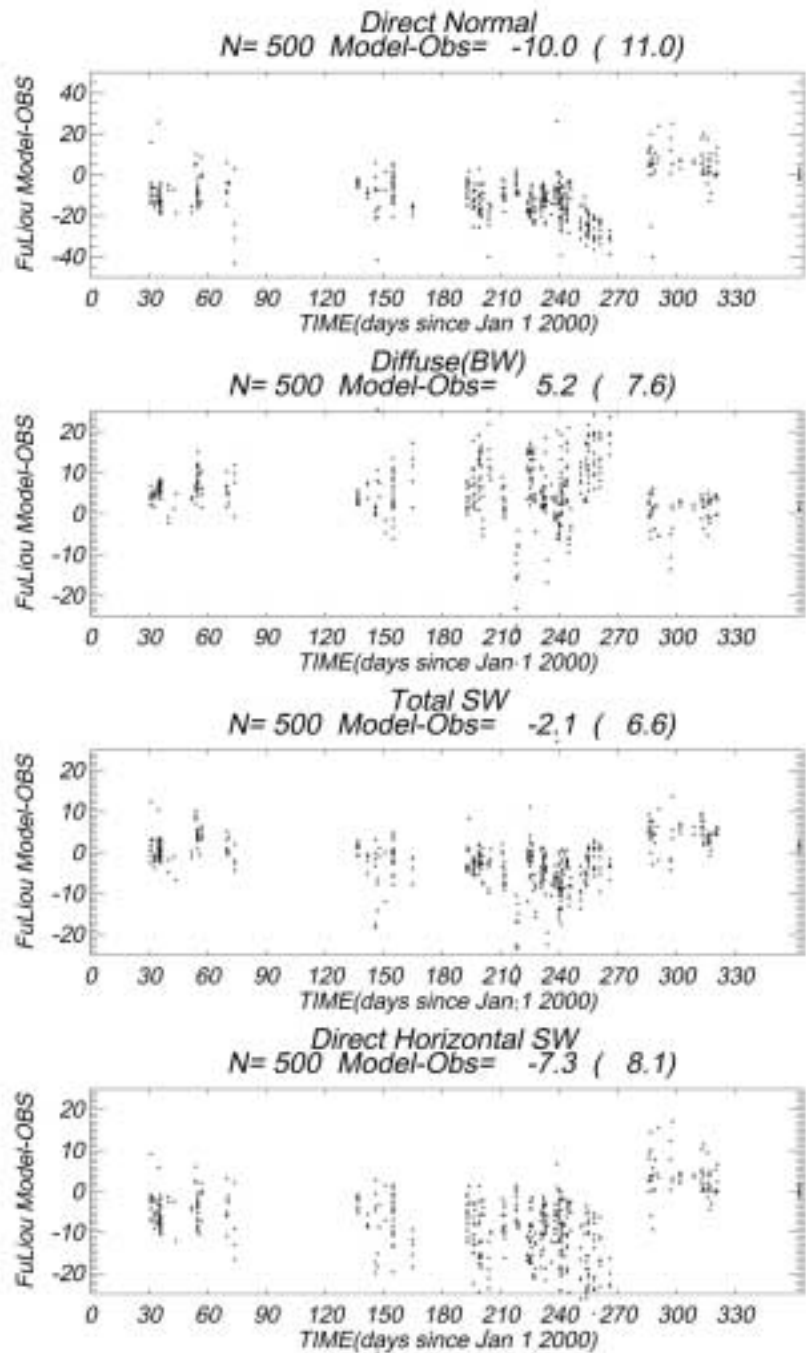 Direct Normal
N= 500 Model-Obs= -10.0 ( 11.0)
FuLiou Model-OBS
40
20
0
-20
-40
0 30 60 90 120 150 180 210 240 270 300 330
TIME(days since Jan 1 2000)
Diffuse(BW)
N= 500 Model-Obs= 5.2 ( 7.6)
FuLiou Model-OBS
20
10
0
-10
-20
0 30 60 90 120 150 180 210 240 270 300 330
TIME(days since Jan 1 2000)
Total SW
N= 500 Model-Obs= -2.1 ( 6.6)
FuLiou Model-OBS
20
10
0
-10
-20
0 30 60 90 120 150 180 210 240 270 300 330
TIME(days since Jan 1 2000)
Direct Horizontal SW
N= 500 Model-Obs= -7.3 ( 8.1)
FuLiou Model-OBS
20
10
0
-10
-20
0 30 60 90 120 150 180 210 240 270 300 330
TIME(days since Jan 1 2000)